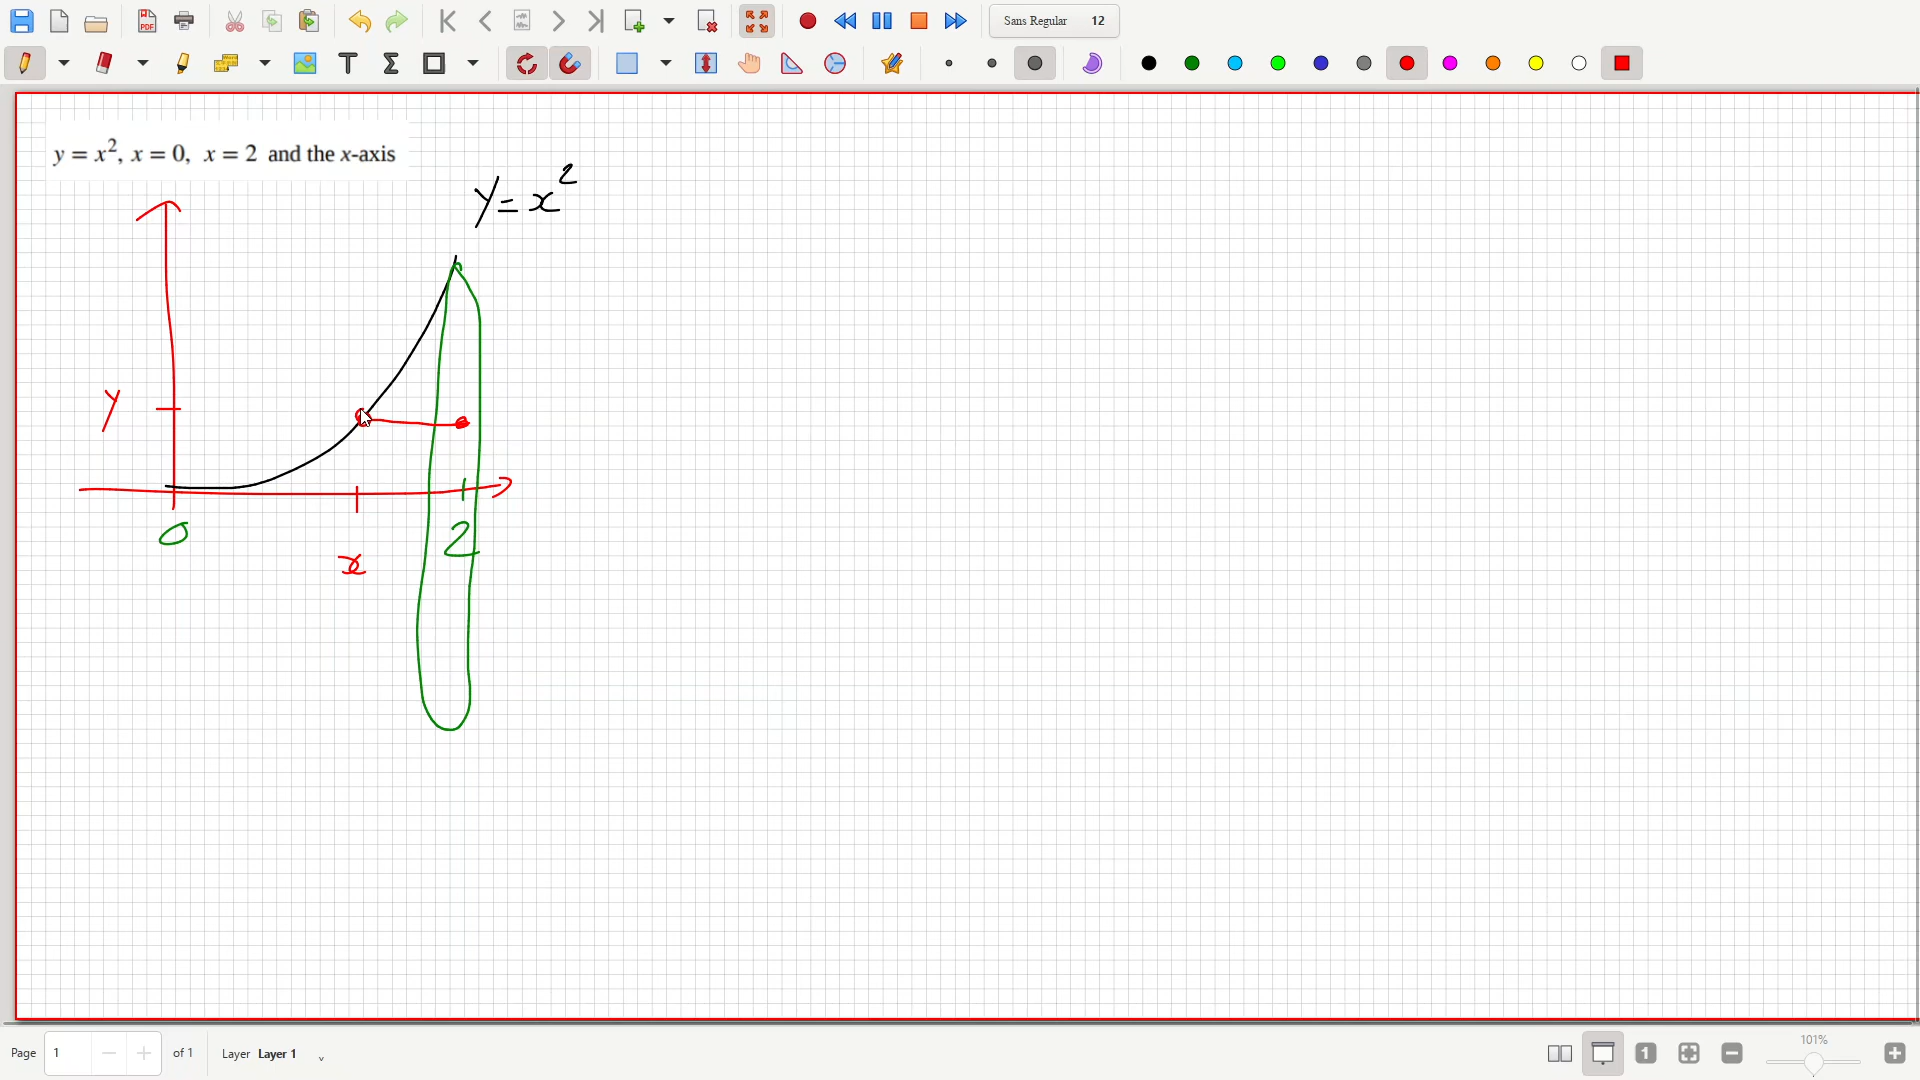 Sans Regular 12
y = x², x = 0, x = 2 and the x-axis
y = x²
y
0
2
x
Page 1 of 1 Layer Layer 1
101%